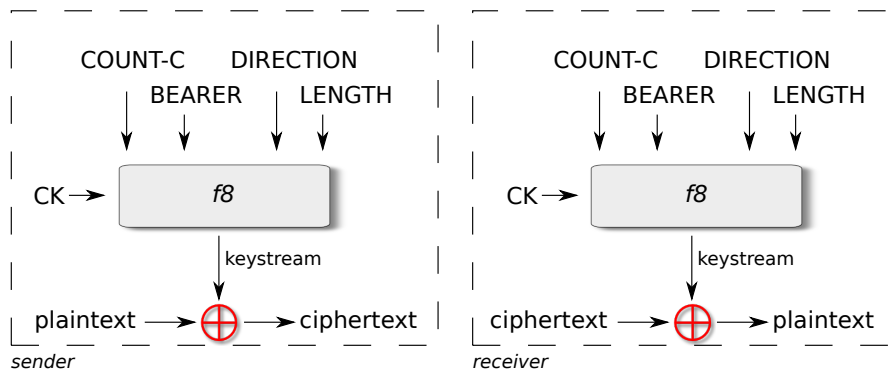 COUNT-C DIRECTION
BEARER LENGTH
CK f8
keystream
plaintext ciphertext
sender
COUNT-C DIRECTION
BEARER LENGTH
CK f8
keystream
ciphertext plaintext
receiver